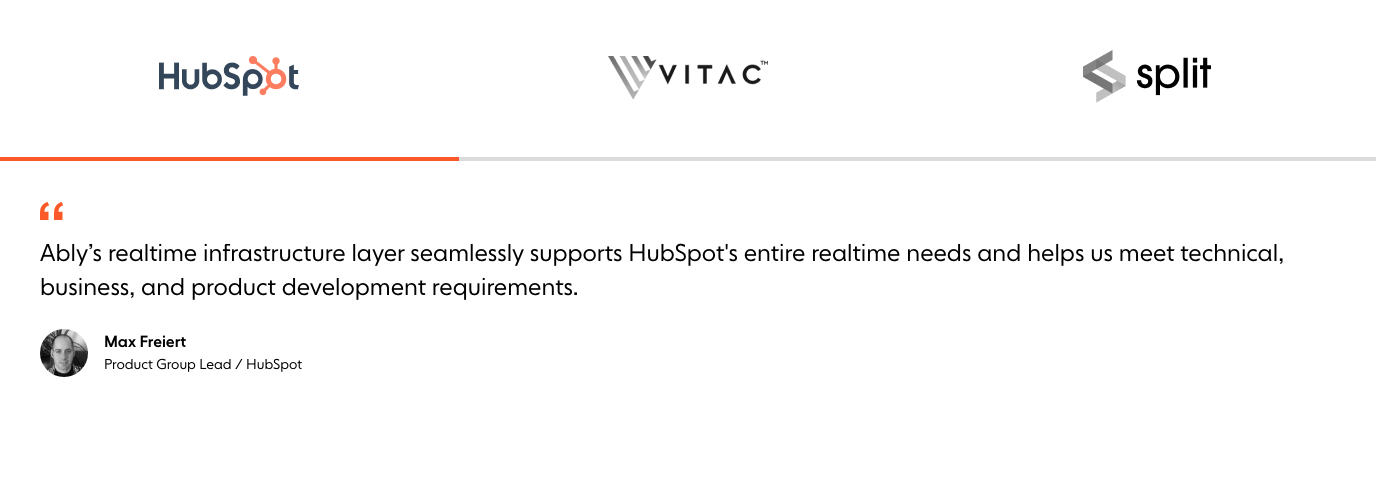 HubSpot
VITAC™
split
“
Ably’s realtime infrastructure layer seamlessly supports HubSpot's entire realtime needs and helps us meet technical,
business, and product development requirements.
Max Freiert
Product Group Lead / HubSpot